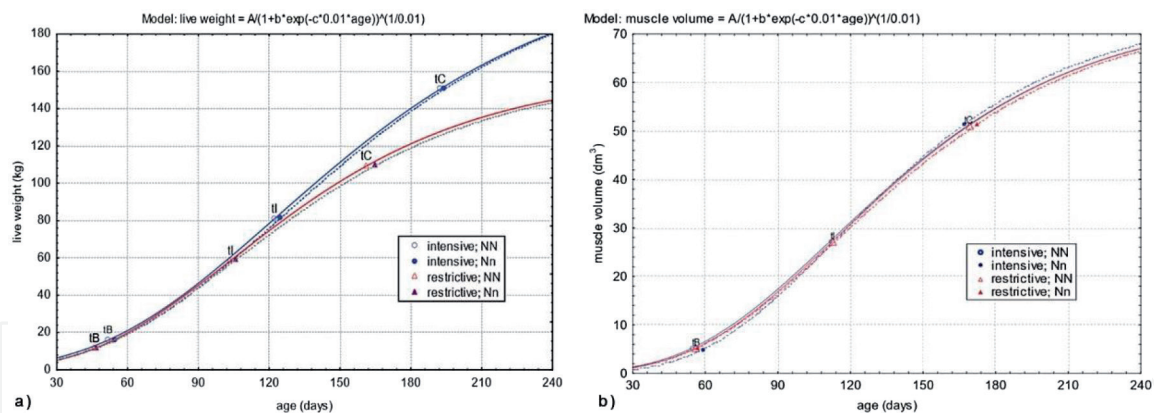 Model: live weight = A/(1+b*exp(-c*0.01*age))^(1/0.01)
180
160
140
120
100
80
60
40
20
0
live weight (kg)
tC
tC
tI
tI
tB
tB
intensive; NN
intensive; Nn
restrictive; NN
restrictive; Nn
30 60 90 120 150 180 210 240
age (days)
a)
Model: muscle volume = A/(1+b*exp(-c*0.01*age))^(1/0.01)
70
60
50
40
30
20
10
0
muscle volume (dm³)
tC
tB
intensive; NN
intensive; Nn
restrictive; NN
restrictive; Nn
30 60 90 120 150 180 210 240
age (days)
b)